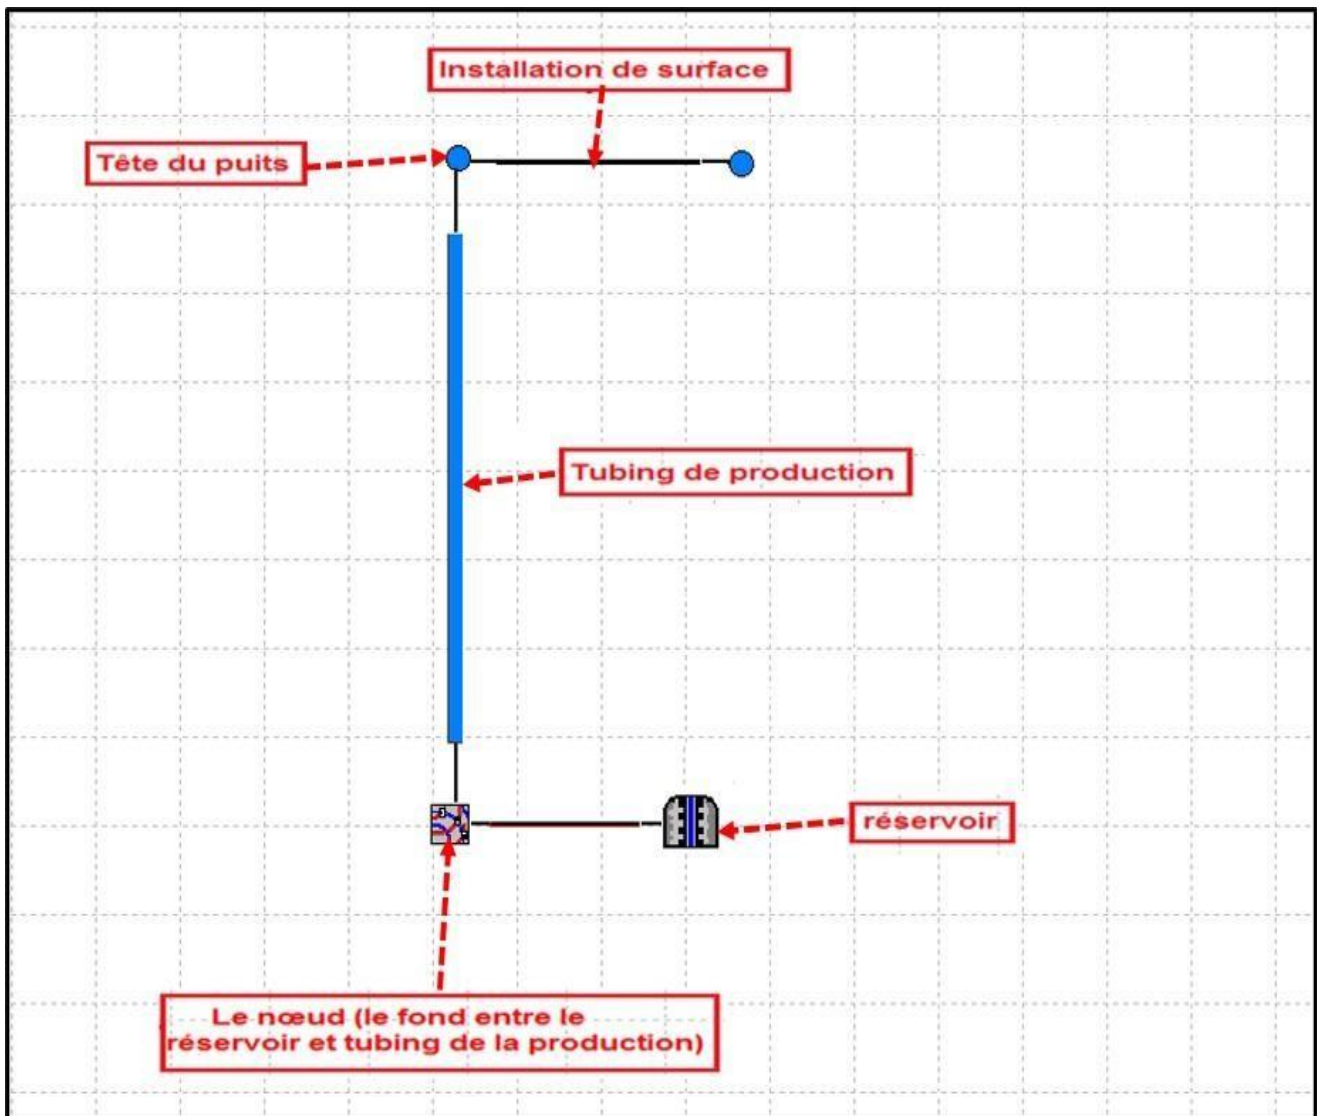 Installation de surface
Tête du puits
Tubing de production
réservoir
Le nœud (le fond entre le
réservoir et tubing de la production)